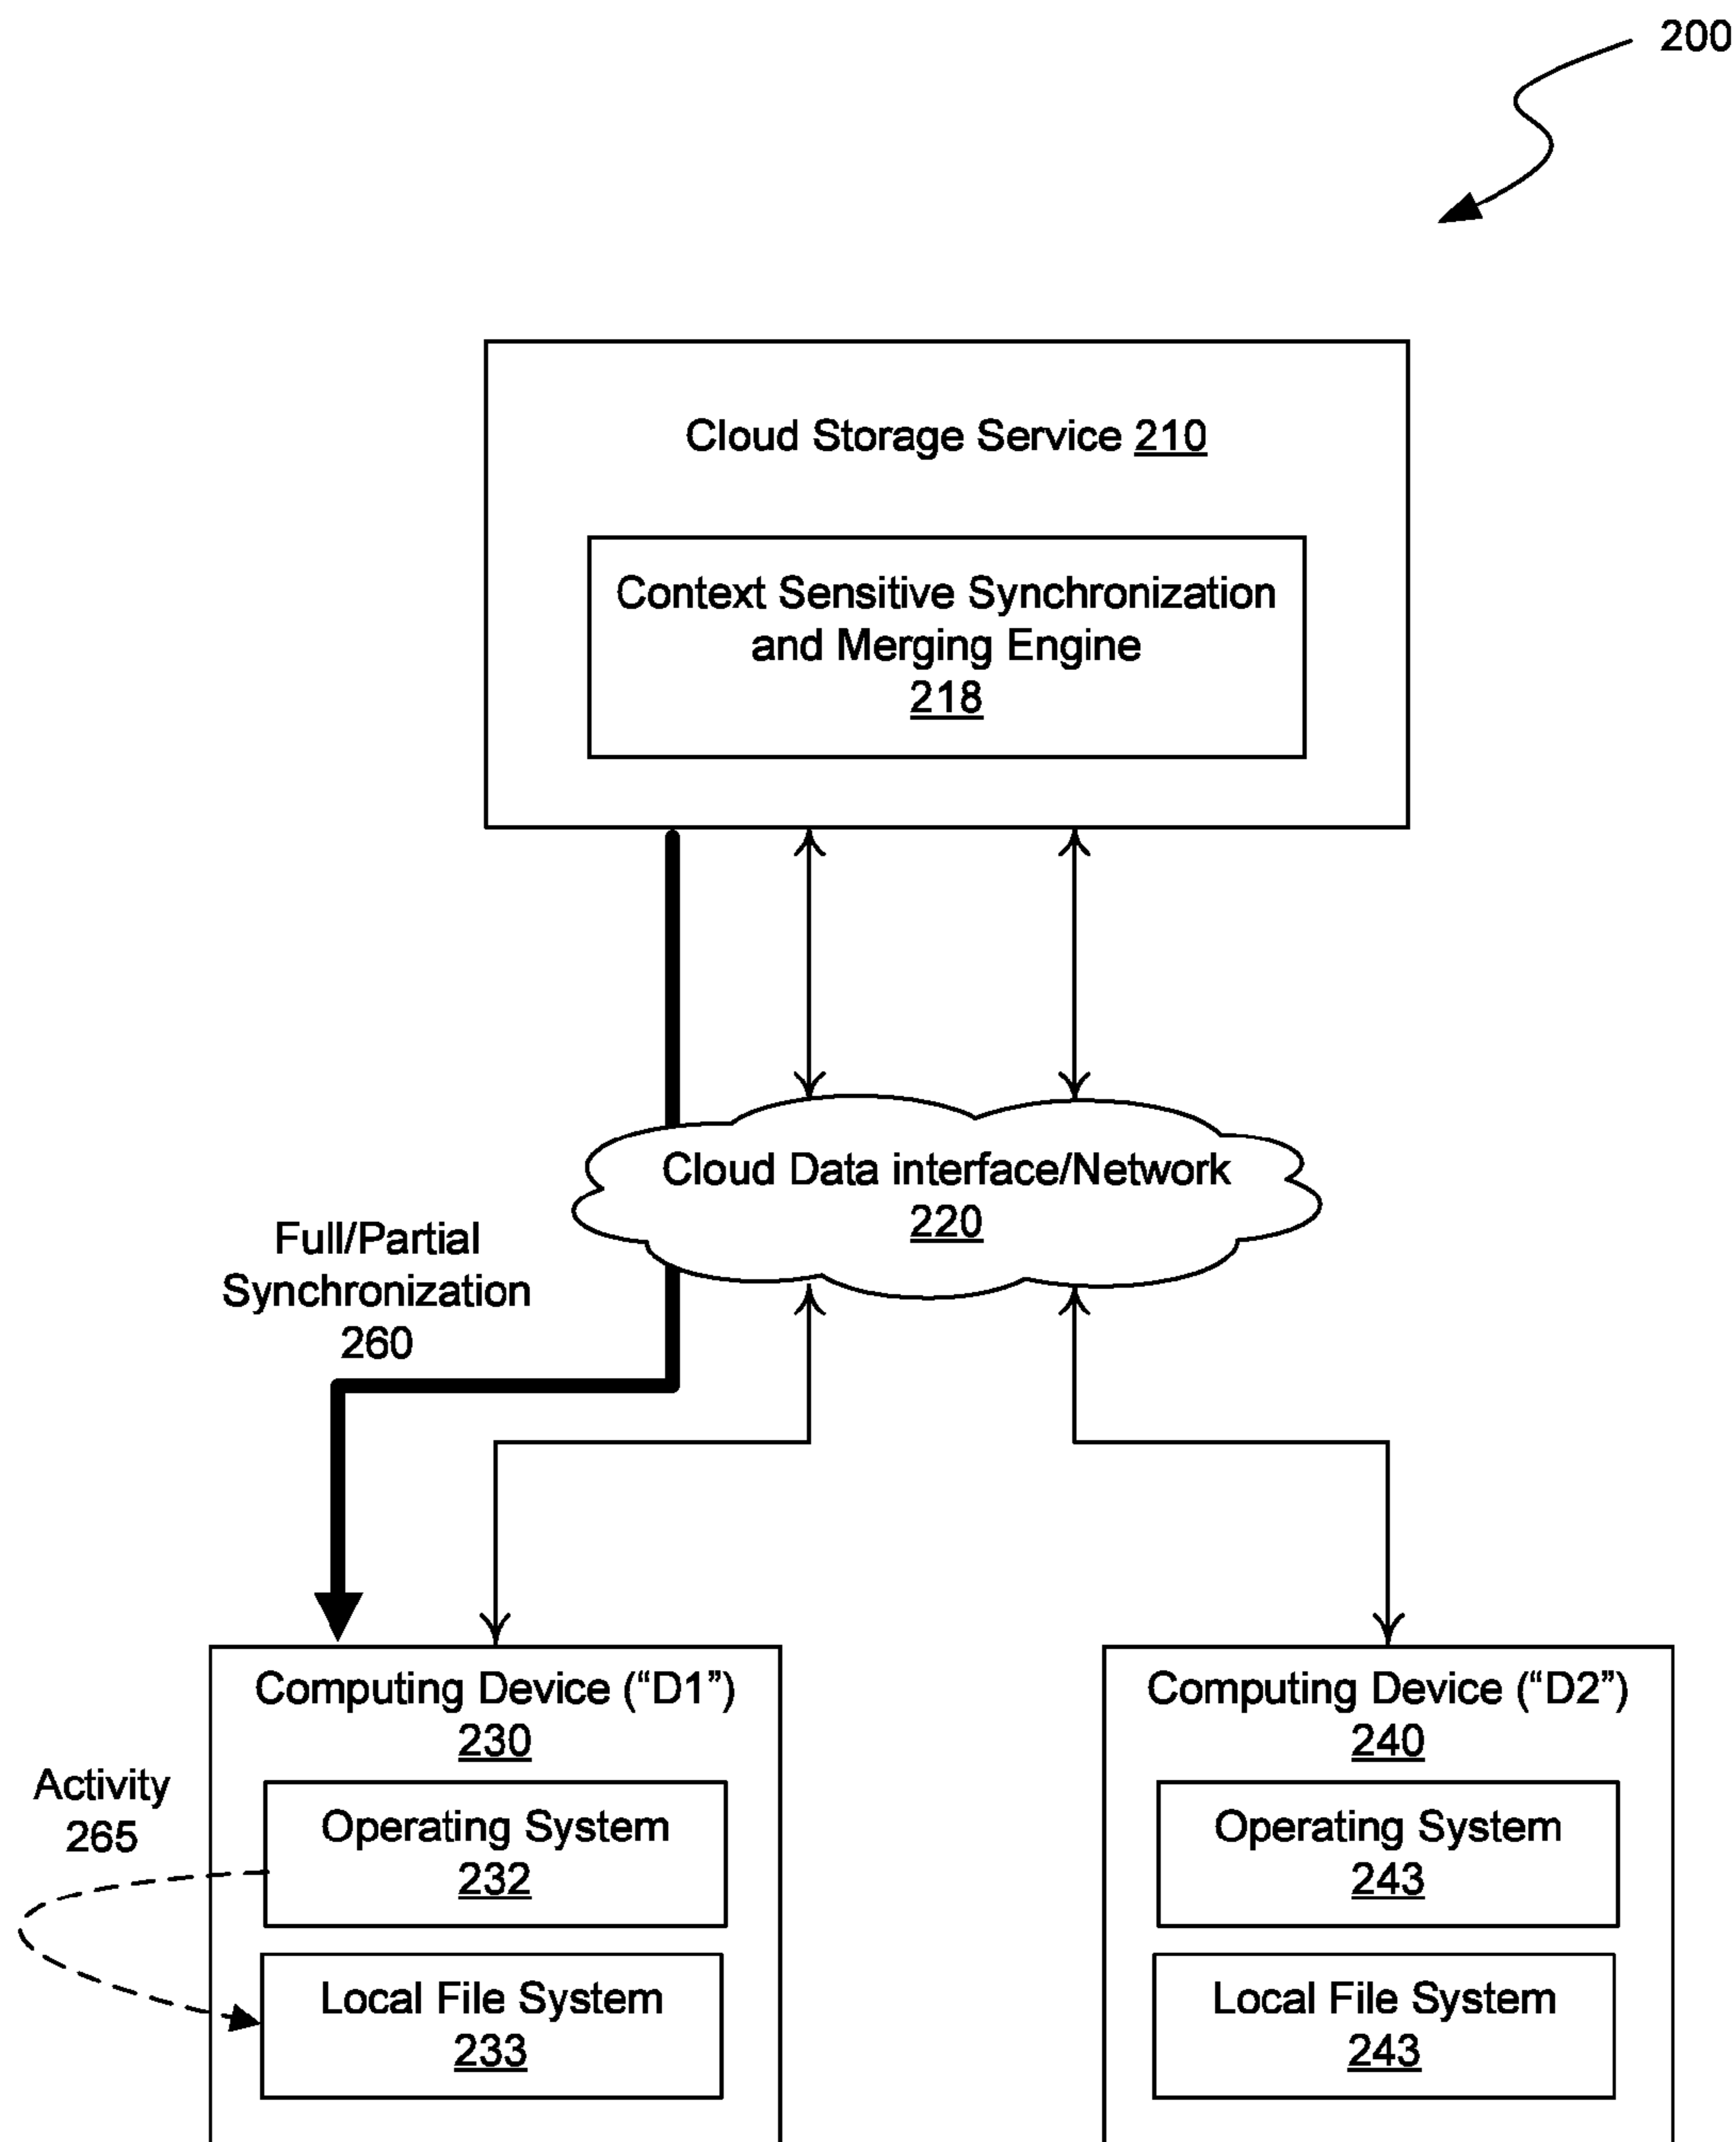 200
Cloud Storage Service 210
Context Sensitive Synchronization
and Merging Engine
218
Cloud Data interface/Network
220
Full/Partial
Synchronization
260
Computing Device (“D1”)
230
Activity
265
Operating System
232
Local File System
233
Computing Device (“D2”)
240
Operating System
243
Local File System
243